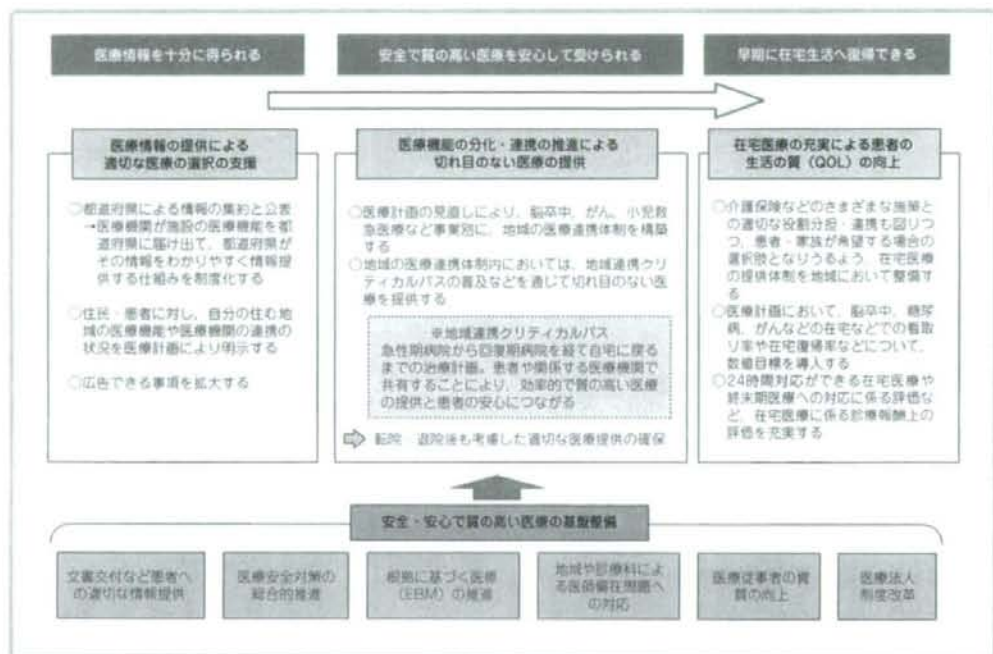 医療情報を十分に得られる
安全で質の高い医療を安心して受けられる
早期に在宅生活へ復帰できる
医療情報の提供による
適切な医療の選択の支援
○都道府県による情報の集約と公表
→医療機関が施設の医療機能を都
道府県に届け出て、都道府県が
その情報をわかりやすく情報提
供する仕組みを制度化する
○住民・患者に対し、自分の住む地
域の医療機能や医療機関の連携の
状況を医療計画により明示する
○広告できる事項を拡大する
医療機能の分化・連携の推進による
切れ目のない医療の提供
○医療計画の見直しにより、脳卒中、がん、小児救
急医療など事業別に、地域の医療連携体制を構築
する
○地域の医療連携体制内においては、地域連携クリ
ティカルパスの普及などを通じて切れ目のない医
療を提供する
※地域連携クリティカルパス
急性期病院から回復期病院を経て自宅に戻る
までの治療計画。患者や関係する医療機関で
共有することにより、効率的で質の高い医療
の提供と患者の安心につながる
転院・退院後も考慮した適切な医療提供の確保
在宅医療の充実による患者の
生活の質（QOL）の向上
○介護保険などのさまざまな施策と
の適切な役割分担・連携も図りつ
つ、患者・家族が希望する場合の
選択肢となりうるよう、在宅医療
の提供体制を地域において整備す
る
○医療計画において、脳卒中、糖尿
病、がんなどの在宅などでの看取
り率や在宅復帰率などについて、
数値目標を導入する
○24時間対応ができる在宅医療や
終末期医療への対応に係る評価な
ど、在宅医療に係る診療報酬上の
評価を充実する
安全・安心で質の高い医療の基盤整備
文書交付など患者へ
の適切な情報提供
医療安全対策の
総合的推進
根拠に基づく医療
（EBM）の推進
地域や診療科によ
る医師偏在問題へ
の対応
医療従事者の資
質の向上
医療法人
制度改革